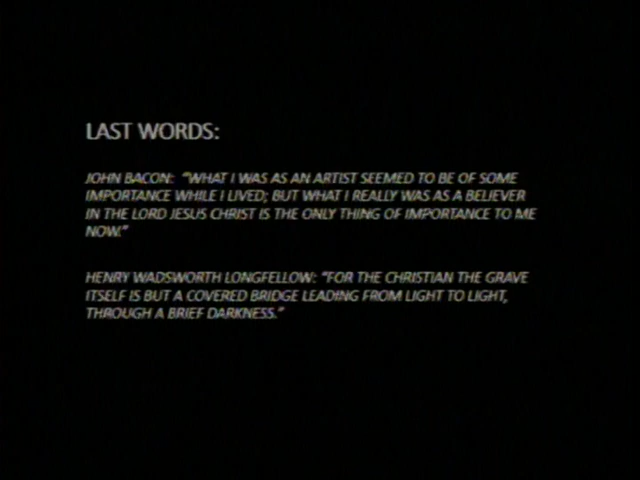 LAST WORDS:
JOHN BACON: "WHAT I WAS AS AN ARTIST SEEMED TO BE OF SOME
IMPORTANCE WHILE I LIVED; BUT WHAT I REALLY WAS AS A BELIEVER
IN THE LORD JESUS CHRIST IS THE ONLY THING OF IMPORTANCE TO ME
NOW."
HENRY WADSWORTH LONGFELLOW: "FOR THE CHRISTIAN THE GRAVE
ITSELF IS BUT A COVERED BRIDGE LEADING FROM LIGHT TO LIGHT,
THROUGH A BRIEF DARKNESS."